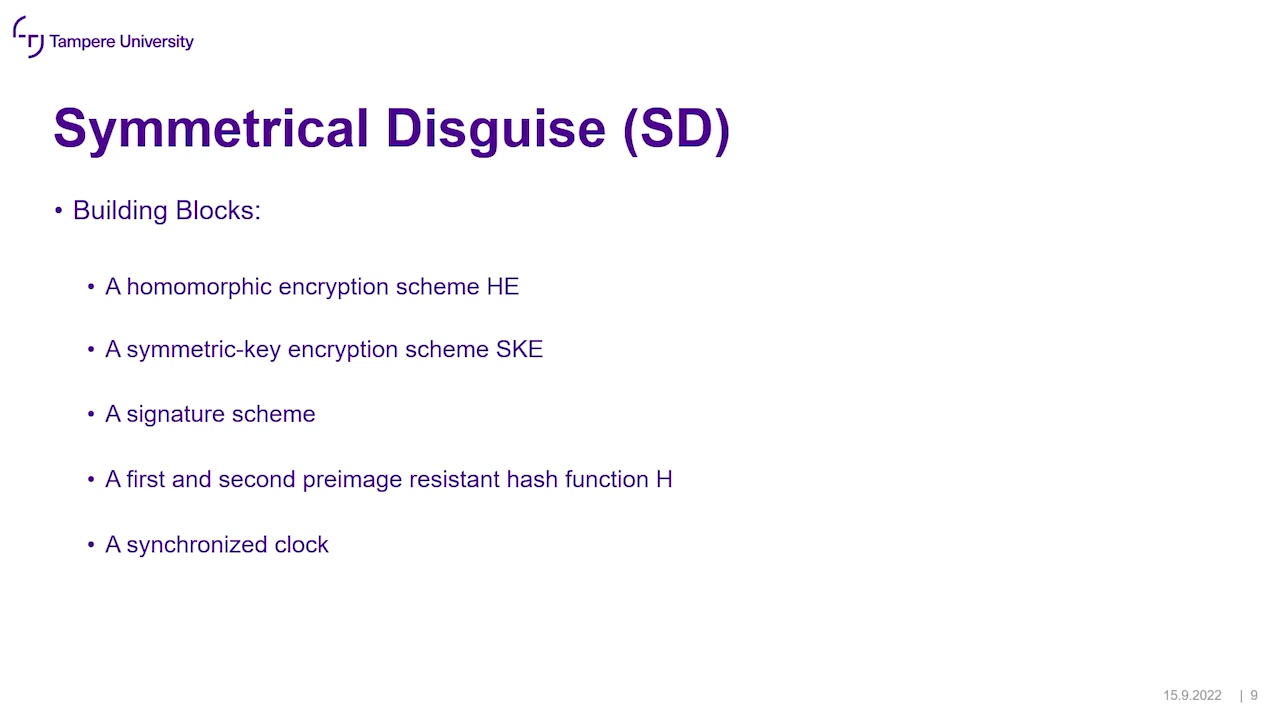 Tampere University
Symmetrical Disguise (SD)
• Building Blocks:
• A homomorphic encryption scheme HE
• A symmetric-key encryption scheme SKE
• A signature scheme
• A first and second preimage resistant hash function H
• A synchronized clock
15.9.2022 | 9